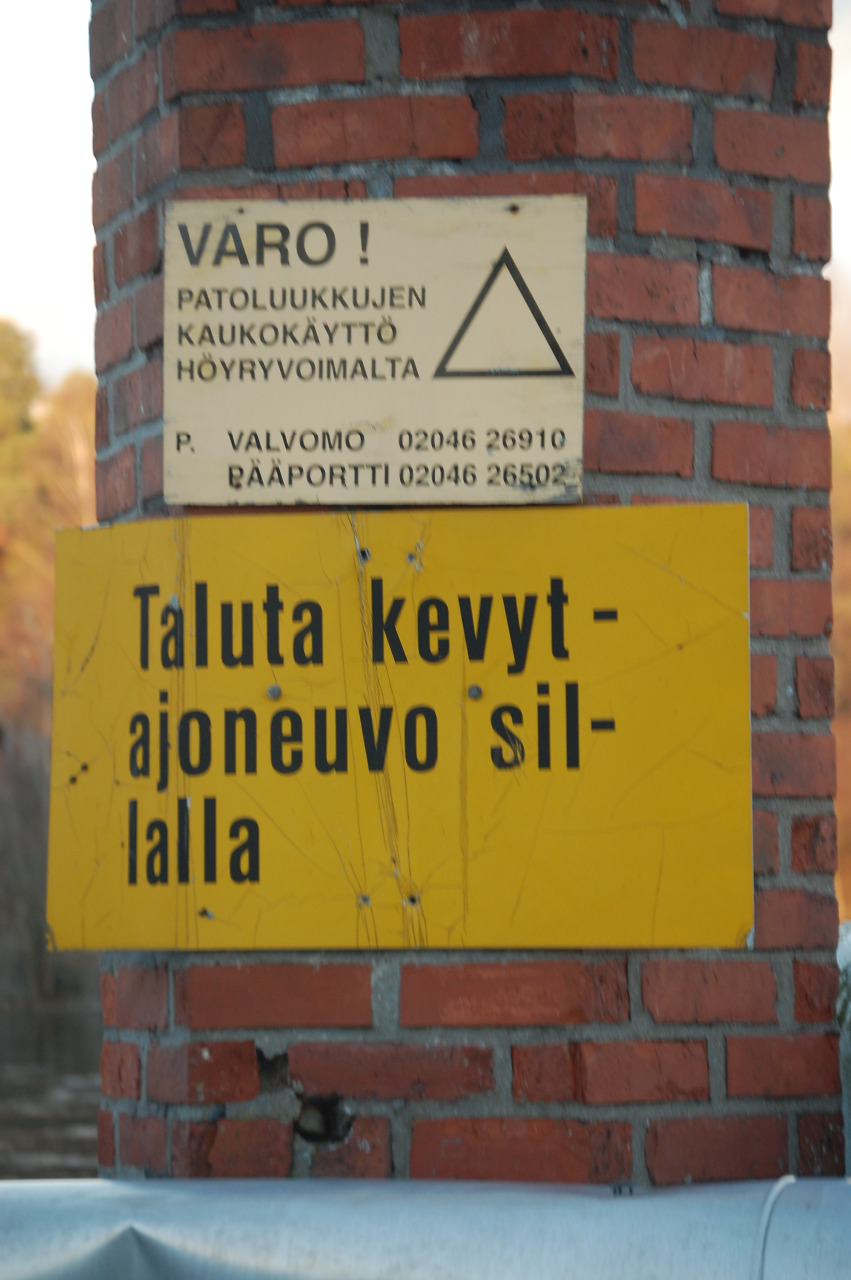 VARO !
PATOLUUKKUJEN
KAUKOKÄYTTÖ
HÖYRYVOIMALTA
P. VALVOMO 02046 26910
PÄÄPORTTI 02046 26502
Taluta kevyt-
ajoneuvo sil-
lalla